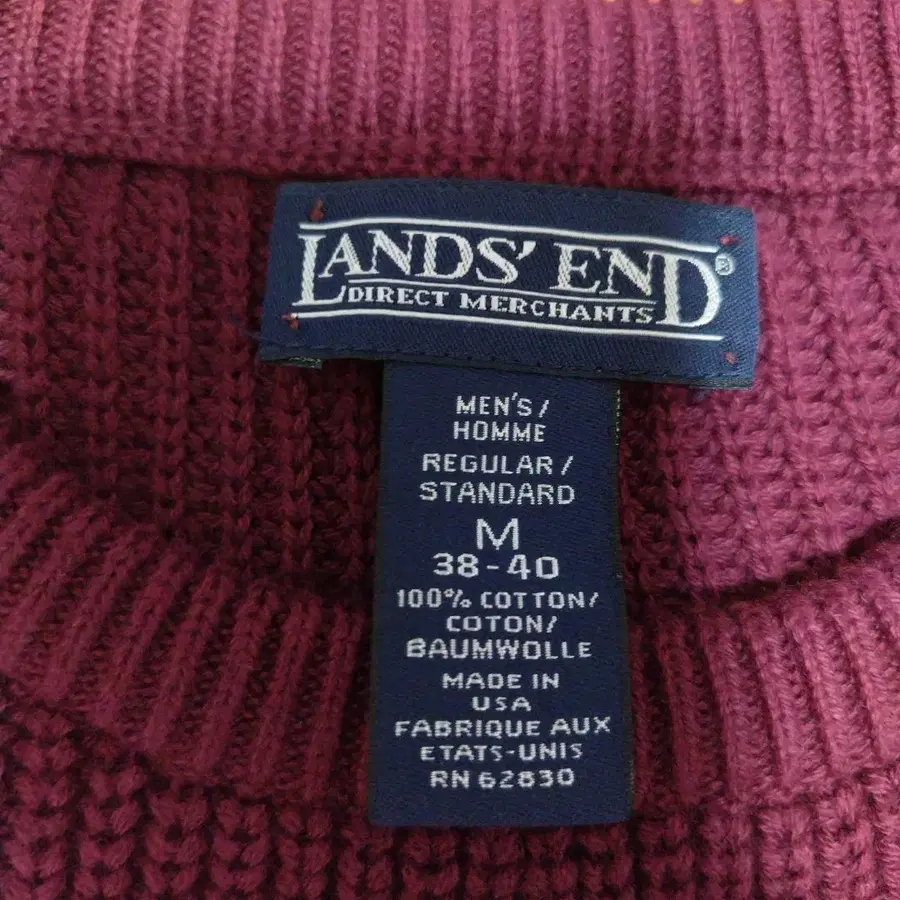 LANDS' END®
DIRECT MERCHANTS
MEN'S/
HOMME
REGULAR/
STANDARD
M
38-40
100% COTTON/
COTON/
BAUMWOLLE
MADE IN
USA
FABRIQUE AUX
ETATS-UNIS
RN 62830